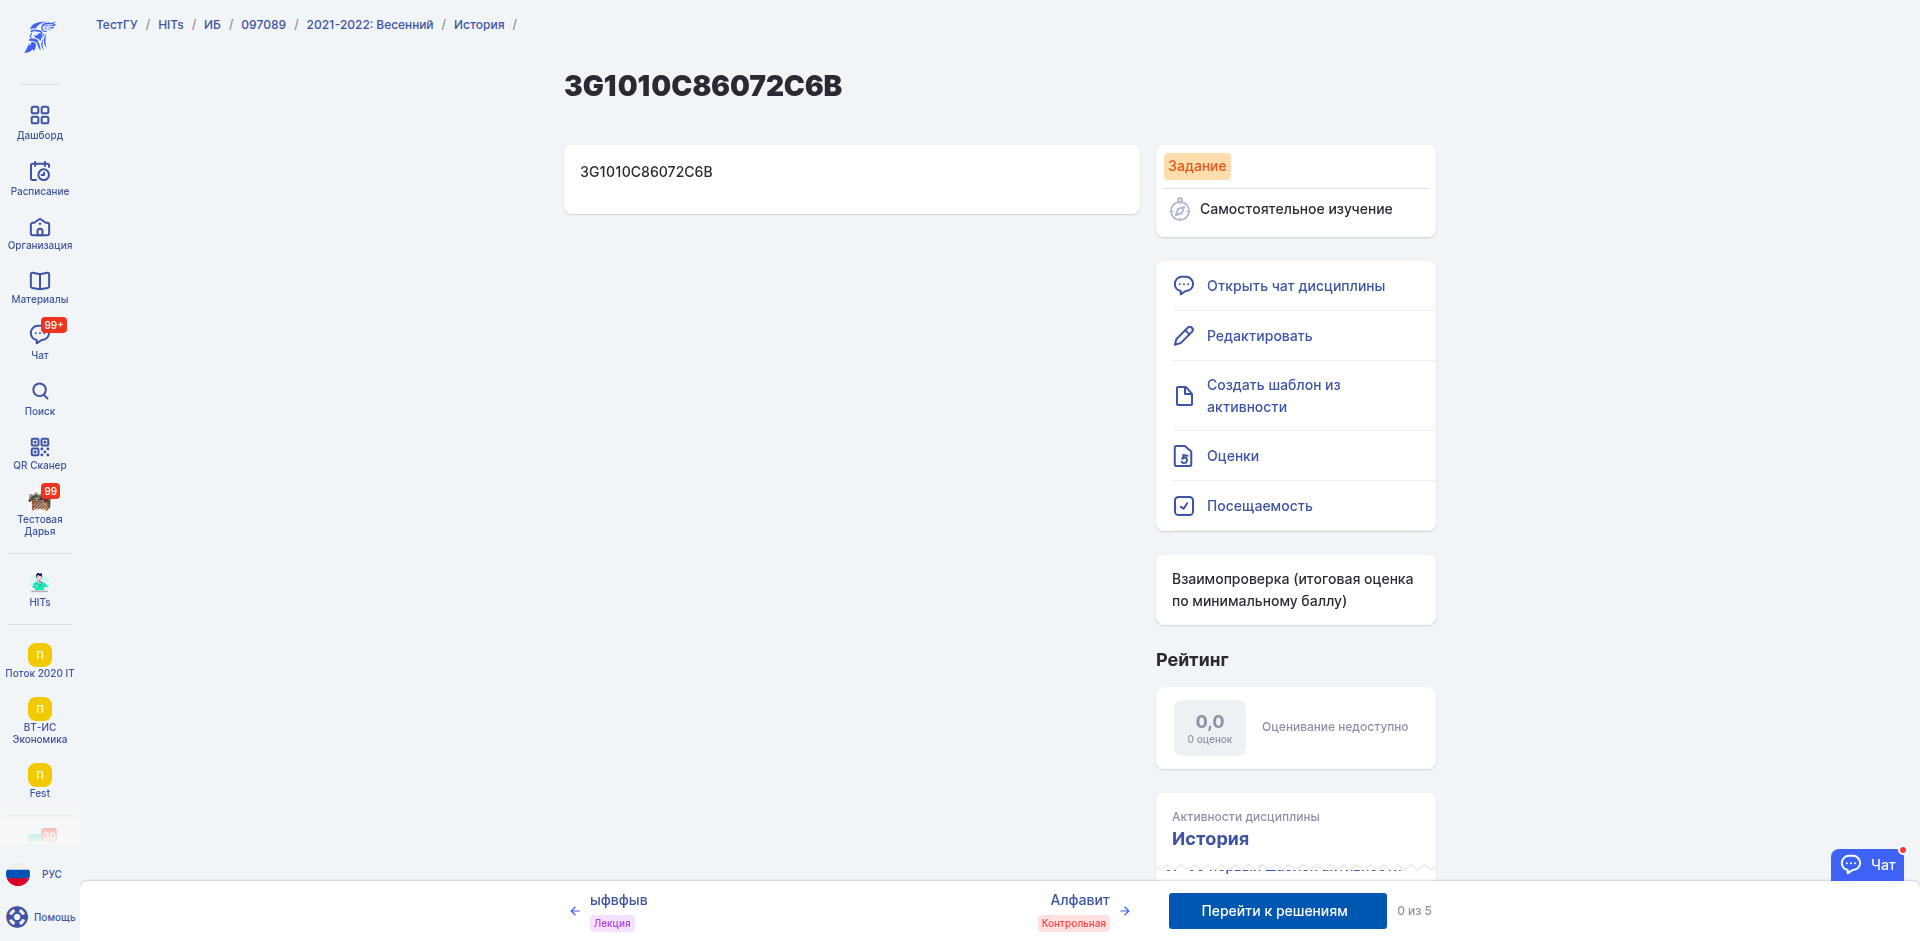 ТестГУ / HITs / ИБ / 097089 / 2021-2022: Весенний / История /
Дашборд
Расписание
Организация
Материалы
99+
Чат
Поиск
QR Сканер
99
Тестовая
Дарья
HITs
П
Поток 2020 IT
П
ВТ-ИС
Экономика
П
Fest
30
РУС
Помощь
3G1010C86072C6B
3G1010C86072C6B
Задание
Самостоятельное изучение
Открыть чат дисциплины
Редактировать
Создать шаблон из
активности
Оценки
Посещаемость
Взаимопроверка (итоговая оценка
по минимальному баллу)
Рейтинг
0,0
0 оценок
Оценивание недоступно
Активности дисциплины
История
Чат
ыфвфыв
Лекция
Алфавит
Контрольная
Перейти к решениям
0 из 5